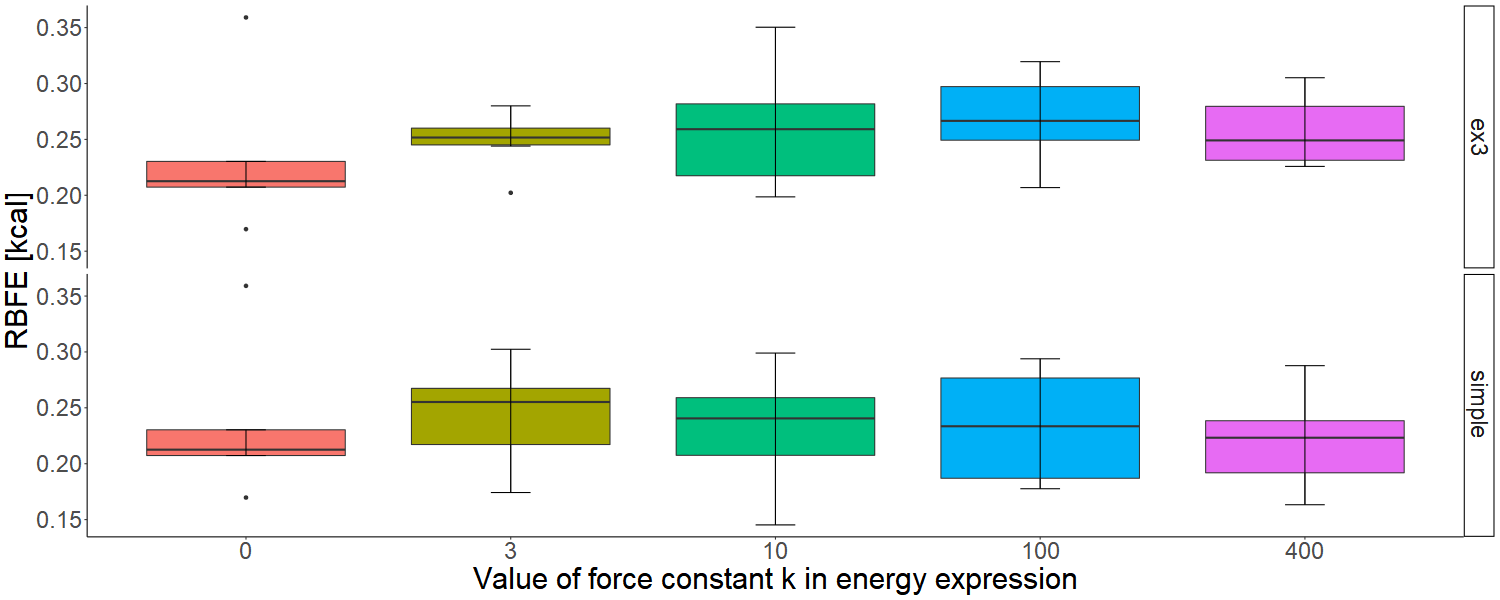 RBFE [kcal]
0.35
0.30
0.25
0.20
0.15
ex3
0.35
0.30
0.25
0.20
0.15
simple
0 3 10 100 400
Value of force constant k in energy expression